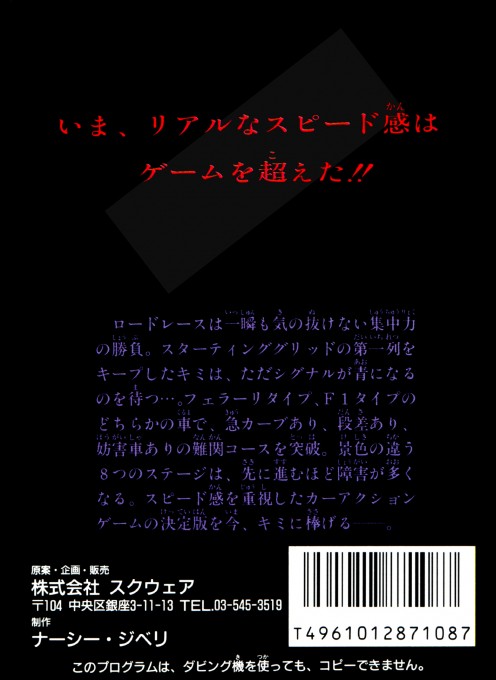 いま、リアルなスピード感は
ゲームを超えた!!
ロードレースは一瞬も気の抜けない集中力
の勝負。スターティンググリッドの第一列を
キープしたキミは、ただシグナルが青になる
のを待つ…。フェラーリタイプ、F1タイプの
どちらかの車で、急カーブあり、段差あり、
妨害車ありの難関コースを突破。景色の違う
8つのステージは、先に進むほど障害が多く
なる。スピード感を重視したカーアクション
ゲームの決定版を今、キミに捧げる──。
原案・企画・販売
株式会社 スクウェア
〒104 中央区銀座3-11-13 TEL.03-545-3519
制作
ナーシー・ジベリ
T4961012871087
このプログラムは、ダビング機を使っても、コピーできません。